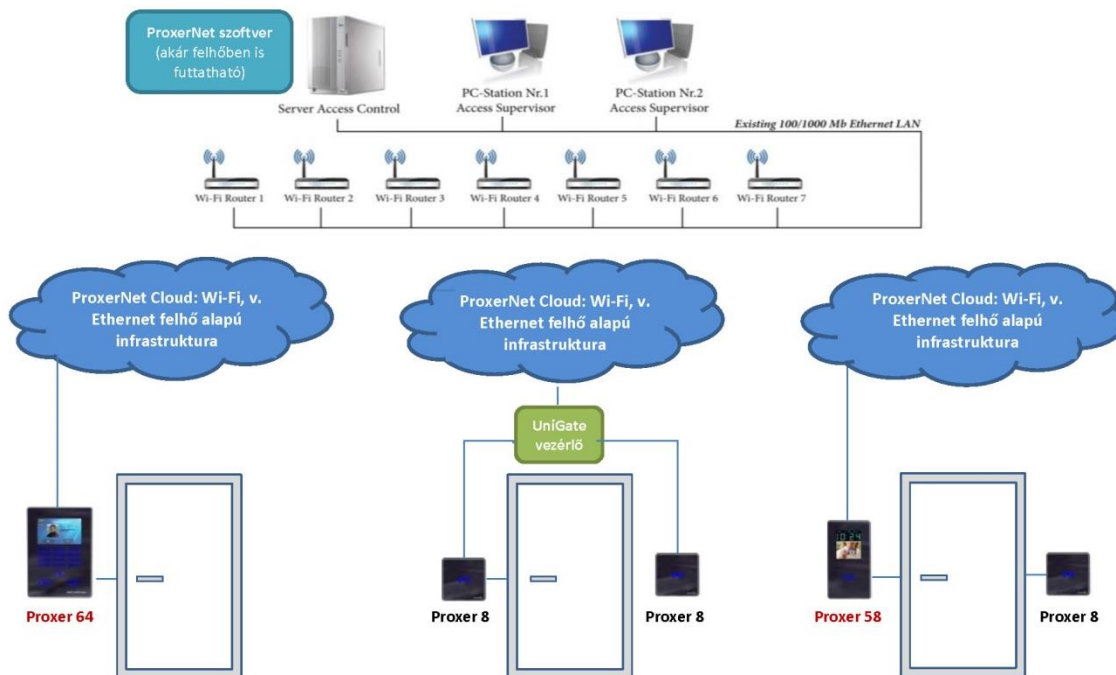 ProxerNet szoftver
(akár felhőben is
futtatható)
Server Access Control
PC-Station Nr.1
Access Supervisor
PC-Station Nr.2
Access Supervisor
Existing 100/1000 Mb Ethernet LAN
Wi-Fi Router 1
Wi-Fi Router 2
Wi-Fi Router 3
Wi-Fi Router 4
Wi-Fi Router 5
Wi-Fi Router 6
Wi-Fi Router 7
ProxerNet Cloud: Wi-Fi, v.
Ethernet felhő alapú
infrastruktura
ProxerNet Cloud: Wi-Fi, v.
Ethernet felhő alapú
infrastruktura
ProxerNet Cloud: Wi-Fi, v.
Ethernet felhő alapú
infrastruktura
UniGate
vezérlő
10:24
Proxer 64
Proxer 8
Proxer 8
Proxer 58
Proxer 8